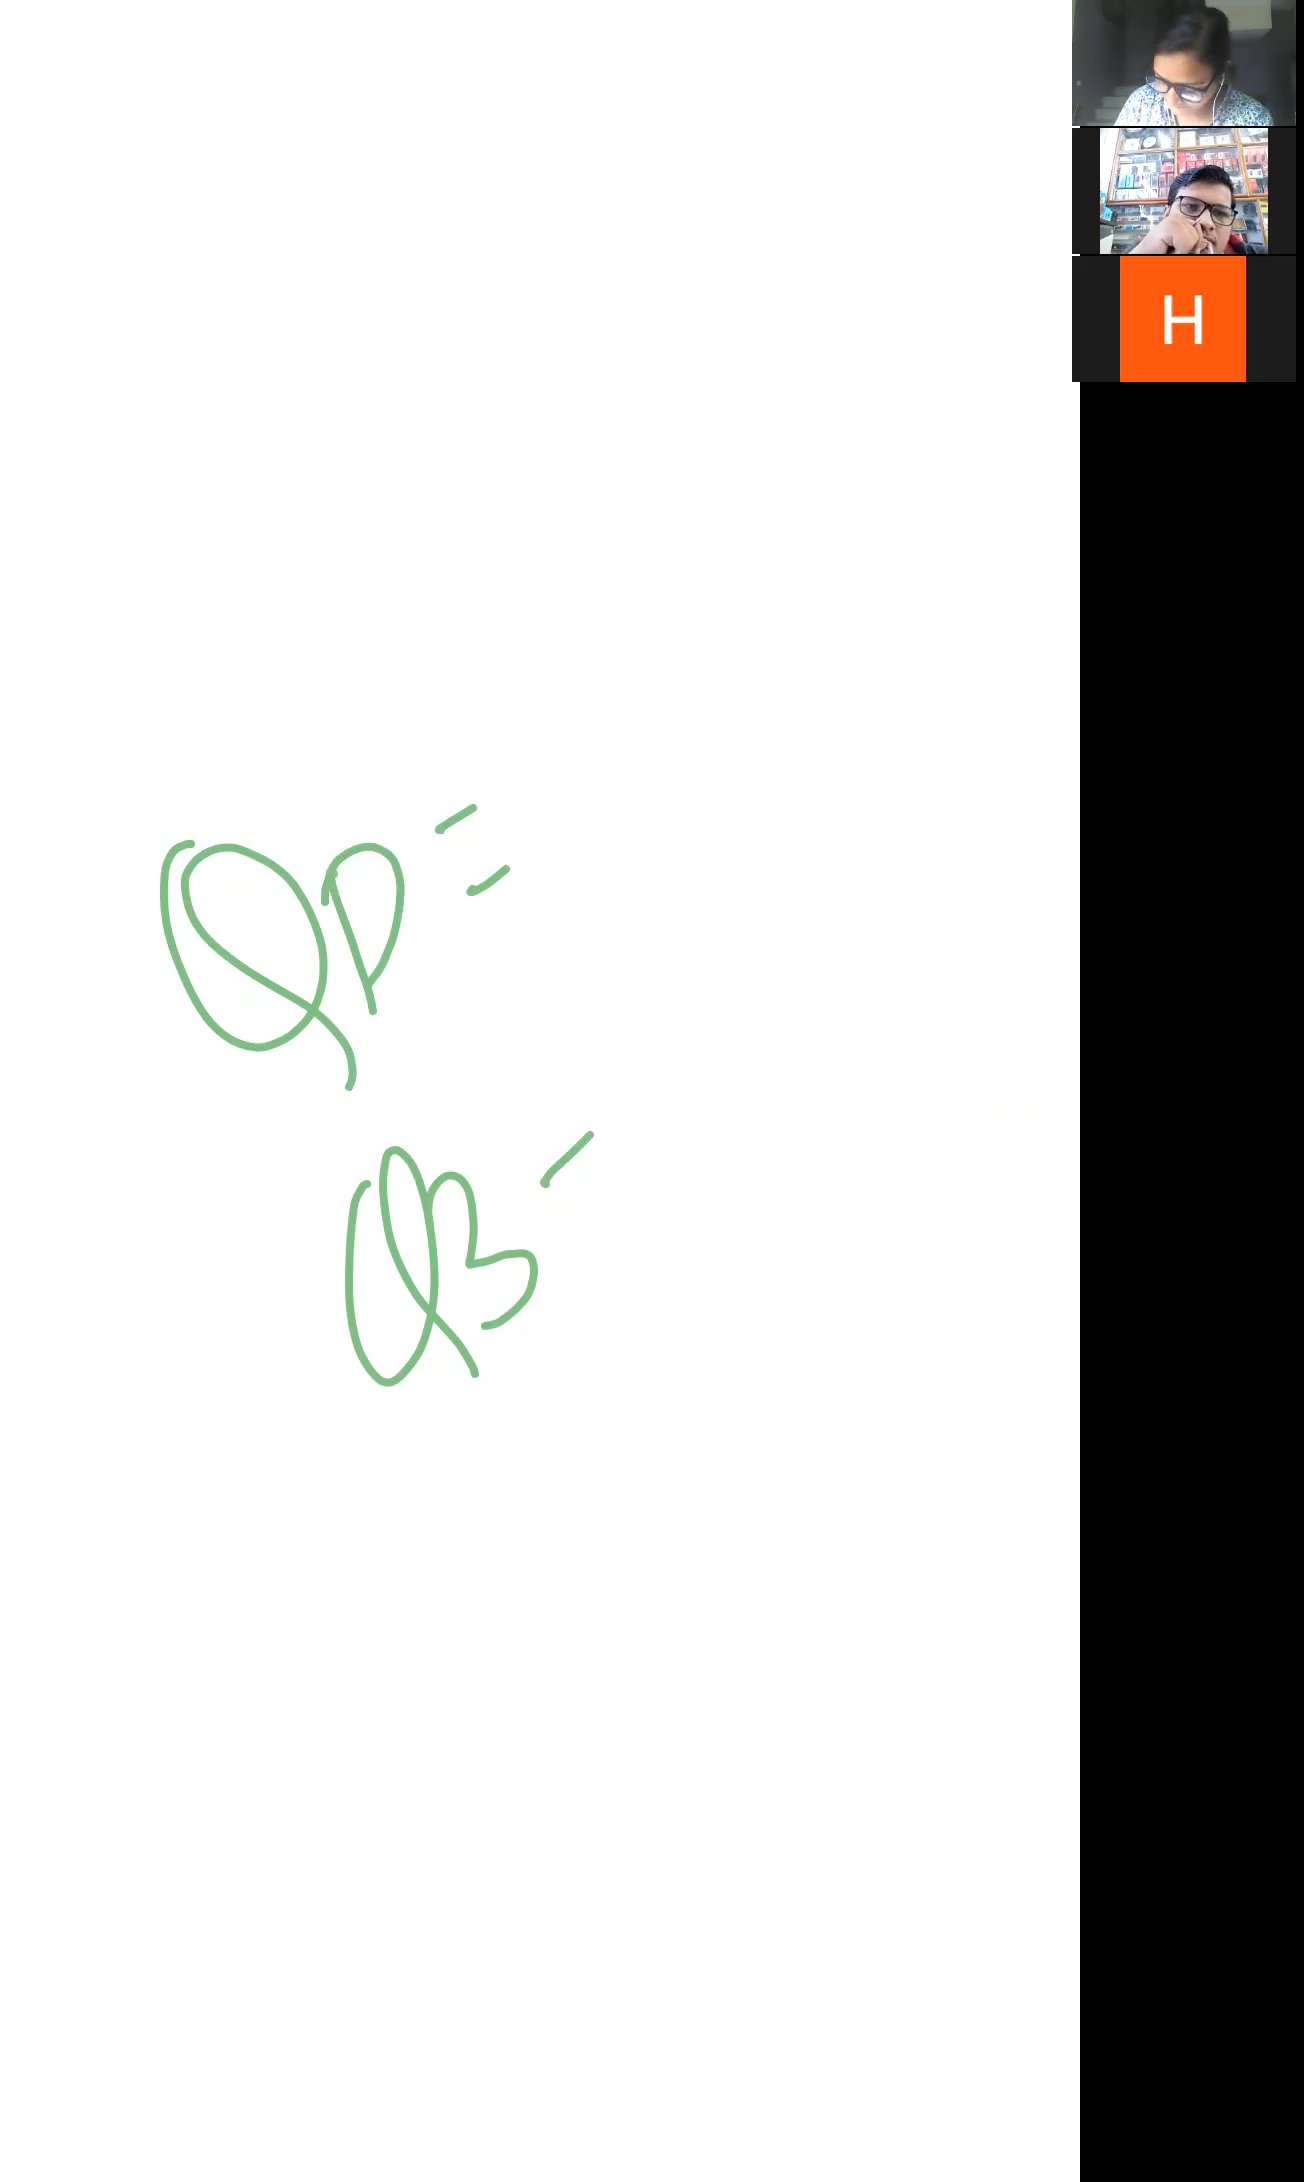 H
QP =
QB -